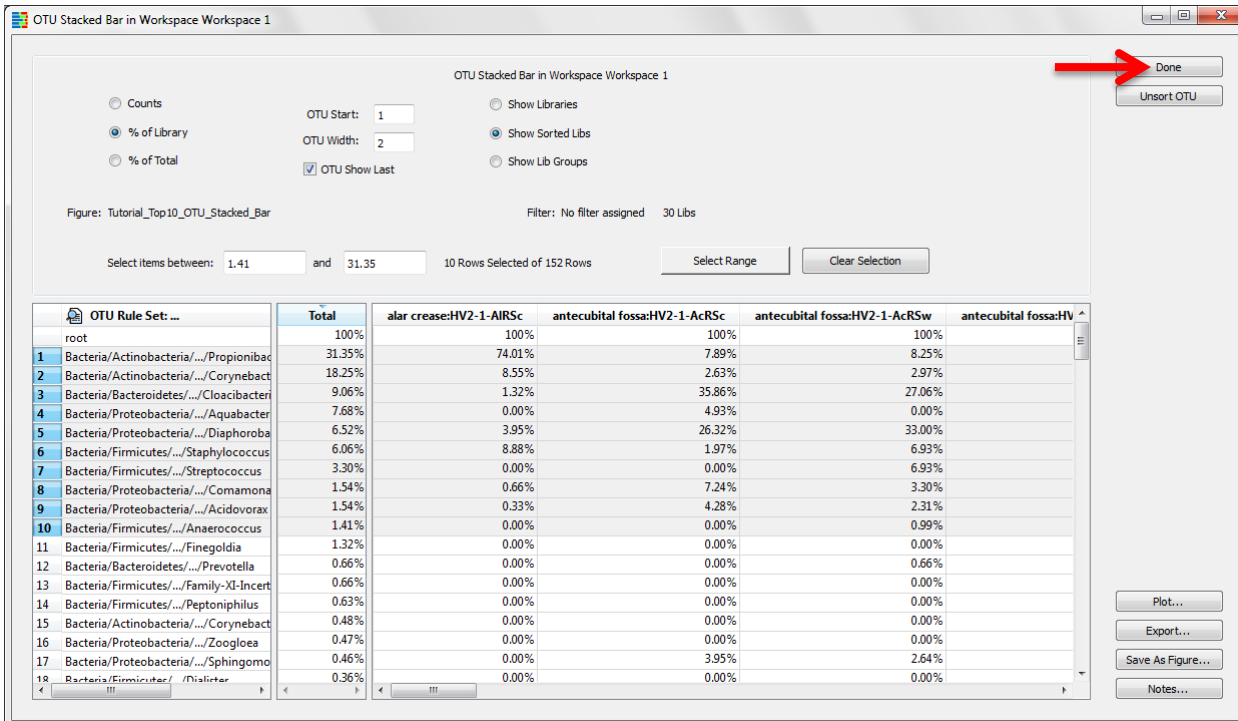 OTU Stacked Bar in Workspace Workspace 1
OTU Stacked Bar in Workspace Workspace 1
Done
Unsort OTU
Counts
% of Library
% of Total
OTU Start: 1
OTU Width: 2
OTU Show Last
Show Libraries
Show Sorted Libs
Show Lib Groups
Figure: Tutorial_Top10_OTU_Stacked_Bar Filter: No filter assigned 30 Libs
Select items between: 1.41 and 31.35 10 Rows Selected of 152 Rows Select Range Clear Selection
OTU Rule Set: ... Total alar crease:HV2-1-AlRSc antecubital fossa:HV2-1-AcRSc antecubital fossa:HV2-1-AcRSw antecubital fossa:HV
root 100% 100% 100% 100%
1 Bacteria/Actinobacteria/.../Propionibac 31.35% 74.01% 7.89% 8.25%
2 Bacteria/Actinobacteria/.../Corynebact 18.25% 8.55% 2.63% 2.97%
3 Bacteria/Bacteroidetes/.../Cloacibacteri 9.06% 1.32% 35.86% 27.06%
4 Bacteria/Proteobacteria/.../Aquabacter 7.68% 0.00% 4.93% 0.00%
5 Bacteria/Proteobacteria/.../Diaphoroba 6.52% 3.95% 26.32% 33.00%
6 Bacteria/Firmicutes/.../Staphylococcus 6.06% 8.88% 1.97% 6.93%
7 Bacteria/Firmicutes/.../Streptococcus 3.30% 0.00% 0.00% 6.93%
8 Bacteria/Proteobacteria/.../Comamona 1.54% 0.66% 7.24% 3.30%
9 Bacteria/Proteobacteria/.../Acidovorax 1.54% 0.33% 4.28% 2.31%
10 Bacteria/Firmicutes/.../Anaerococcus 1.41% 0.00% 0.00% 0.99%
11 Bacteria/Firmicutes/.../Finegoldia 1.32% 0.00% 0.00% 0.00%
12 Bacteria/Bacteroidetes/.../Prevotella 0.66% 0.00% 0.00% 0.66%
13 Bacteria/Firmicutes/.../Family-XI-Incert 0.66% 0.00% 0.00% 0.00%
14 Bacteria/Firmicutes/.../Peptoniphilus 0.63% 0.00% 0.00% 0.00%
15 Bacteria/Actinobacteria/.../Corynebact 0.48% 0.00% 0.00% 0.00%
16 Bacteria/Proteobacteria/.../Zoogloea 0.47% 0.00% 0.00% 0.00%
17 Bacteria/Proteobacteria/.../Sphingomo 0.46% 0.00% 3.95% 2.64%
18 Bacteria/Firmicutes/.../Dialister 0.36% 0.00% 0.00% 0.00%
Plot...
Export...
Save As Figure...
Notes...